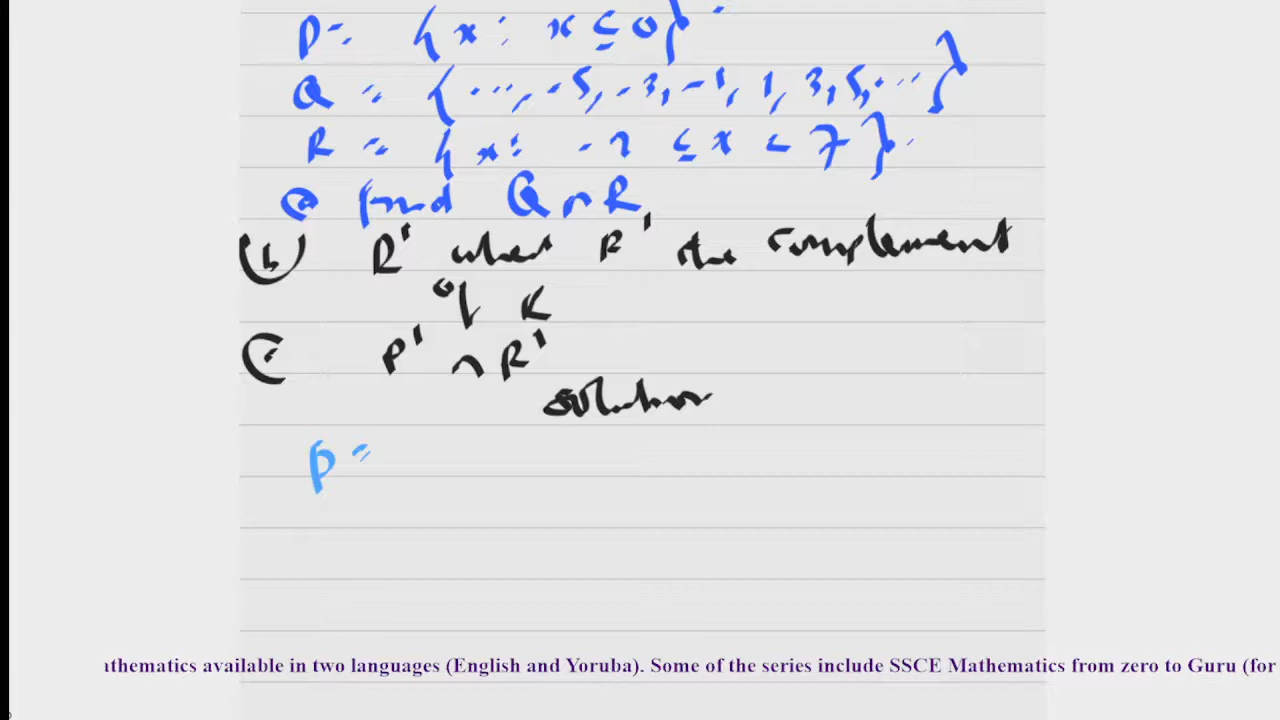 P = {x : x ≤ 0}.
Q = {..., -5, -3, -1, 1, 3, 5, ...}
R = {x : -2 ≤ x < 7}.
(a) find Q ∩ R
(b) R' where R' the complement
of R
(c) P' ∩ R'
solution
P =
athematics available in two languages (English and Yoruba). Some of the series include SSCE Mathematics from zero to Guru (for